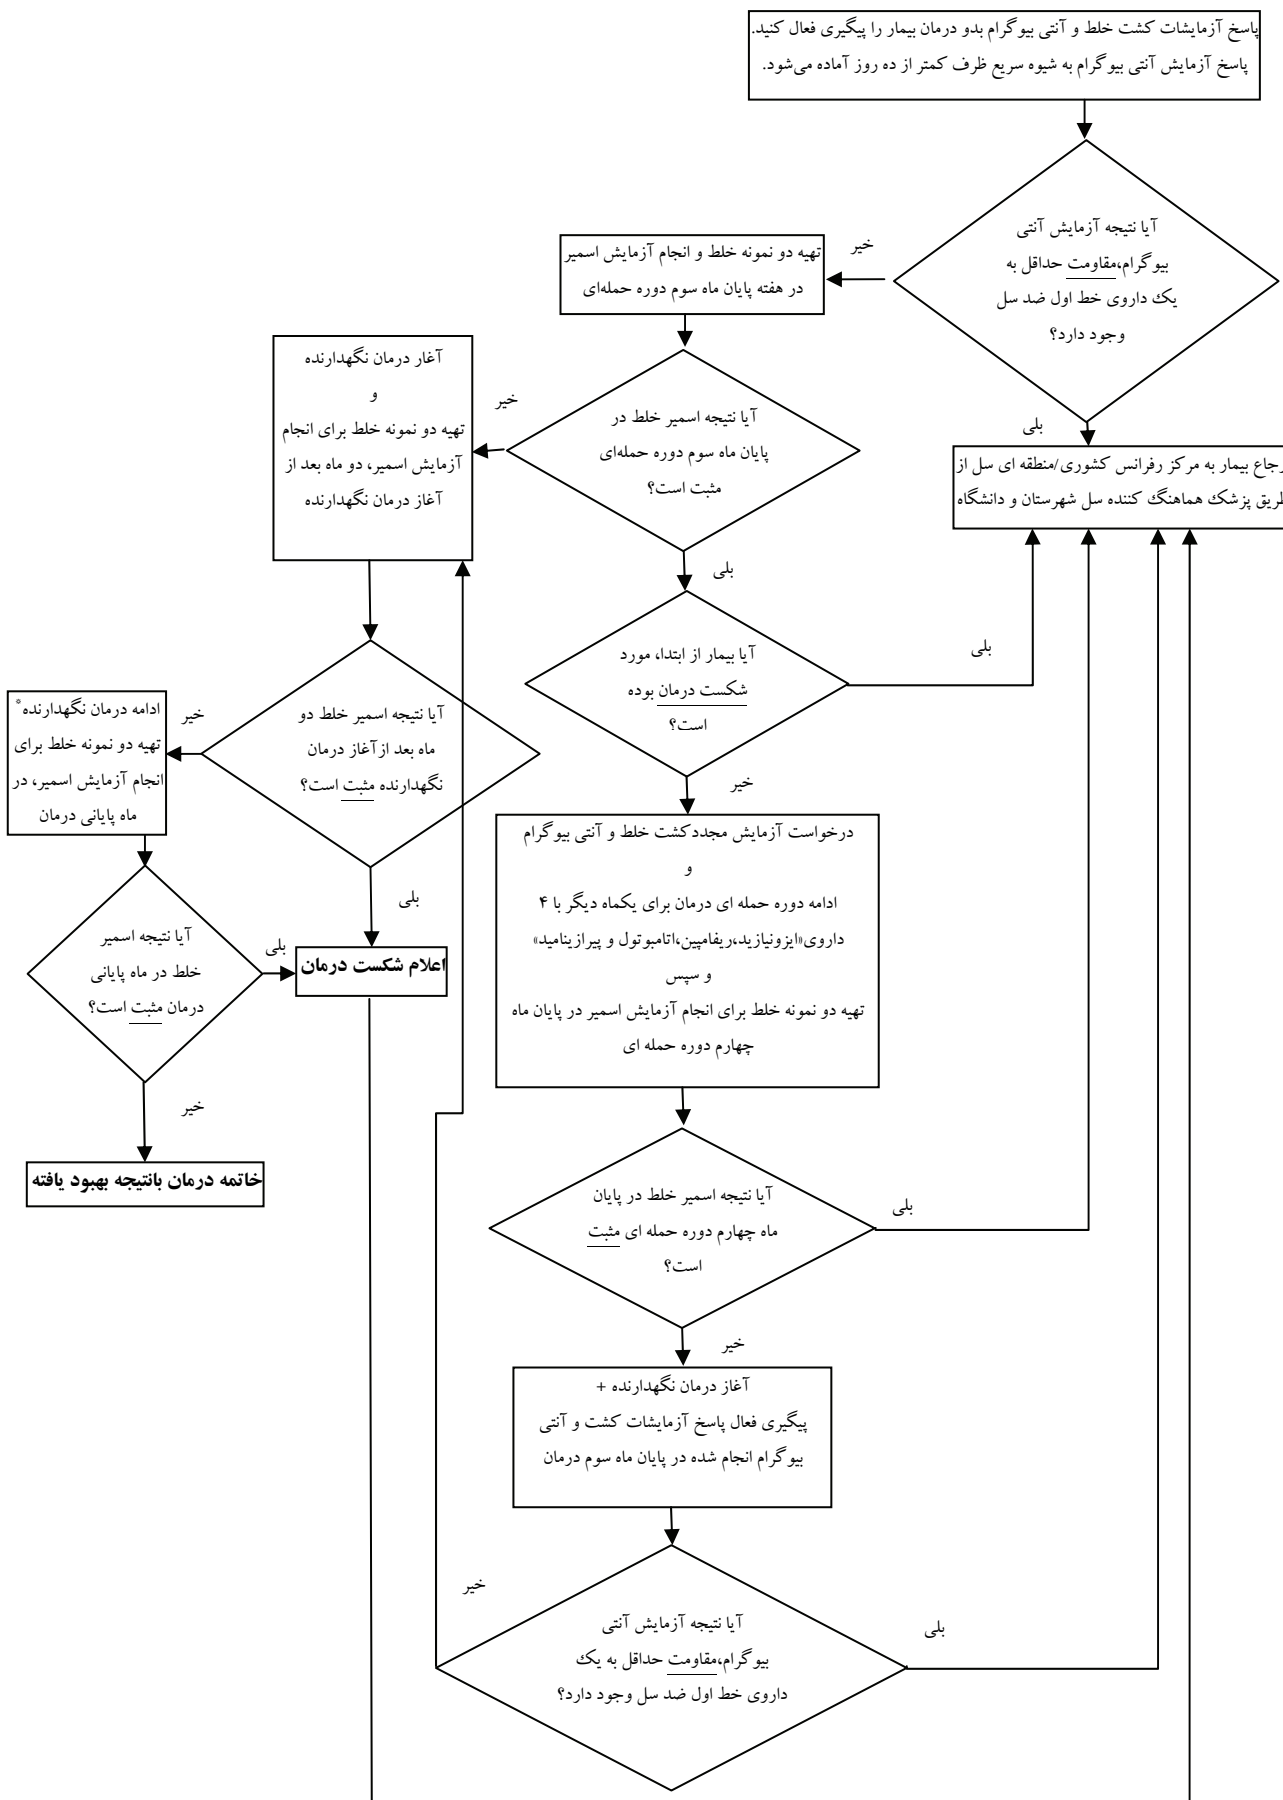 پاسخ آزمایشات کشت خلط و آنتی بیوگرام بدو درمان بیمار را پیگیری فعال کنید.
پاسخ آزمایش آنتی بیوگرام به شیوه سریع ظرف کمتر از ده روز آماده می‌شود.
آیا نتیجه آزمایش آنتی
بیوگرام،مقاومت حداقل به
یک داروی خط اول ضد سل
وجود دارد؟
خیر
تهیه دو نمونه خلط و انجام آزمایش اسمیر
در هفته پایان ماه سوم دوره حمله‌ای
بلی
رجاع بیمار به مرکز رفرانس کشوری/منطقه ای سل از
طریق پزشک هماهنگ کننده سل شهرستان و دانشگاه
آیا نتیجه اسمیر خلط در
پایان ماه سوم دوره حمله‌ای
مثبت است؟
خیر
آغار درمان نگهدارنده
و
تهیه دو نمونه خلط برای انجام
آزمایش اسمیر، دو ماه بعد از
آغاز درمان نگهدارنده
بلی
آیا بیمار از ابتدا، مورد
شکست درمان بوده
است؟
بلی
خیر
آیا نتیجه اسمیر خلط دو
ماه بعد ازآغاز درمان
نگهدارنده مثبت است؟
خیر
ادامه درمان نگهدارنده*
تهیه دو نمونه خلط برای
انجام آزمایش اسمیر، در
ماه پایانی درمان
درخواست آزمایش مجددکشت خلط و آنتی بیوگرام
و
ادامه دوره حمله ای درمان برای یکماه دیگر با ۴
داروی«ایزونیازید،ریفامپین،اتامبوتول و پیرازینامید»
و سپس
تهیه دو نمونه خلط برای انجام آزمایش اسمیر در پایان ماه
چهارم دوره حمله ای
بلی
اعلام شکست درمان
آیا نتیجه اسمیر
خلط در ماه پایانی
درمان مثبت است؟
بلی
خیر
خاتمه درمان بانتیجه بهبود یافته
آیا نتیجه اسمیر خلط در پایان
ماه چهارم دوره حمله ای مثبت
است؟
بلی
خیر
آغاز درمان نگهدارنده +
پیگیری فعال پاسخ آزمایشات کشت و آنتی
بیوگرام انجام شده در پایان ماه سوم درمان
خیر
آیا نتیجه آزمایش آنتی
بیوگرام،مقاومت حداقل به یک
داروی خط اول ضد سل وجود دارد؟
بلی